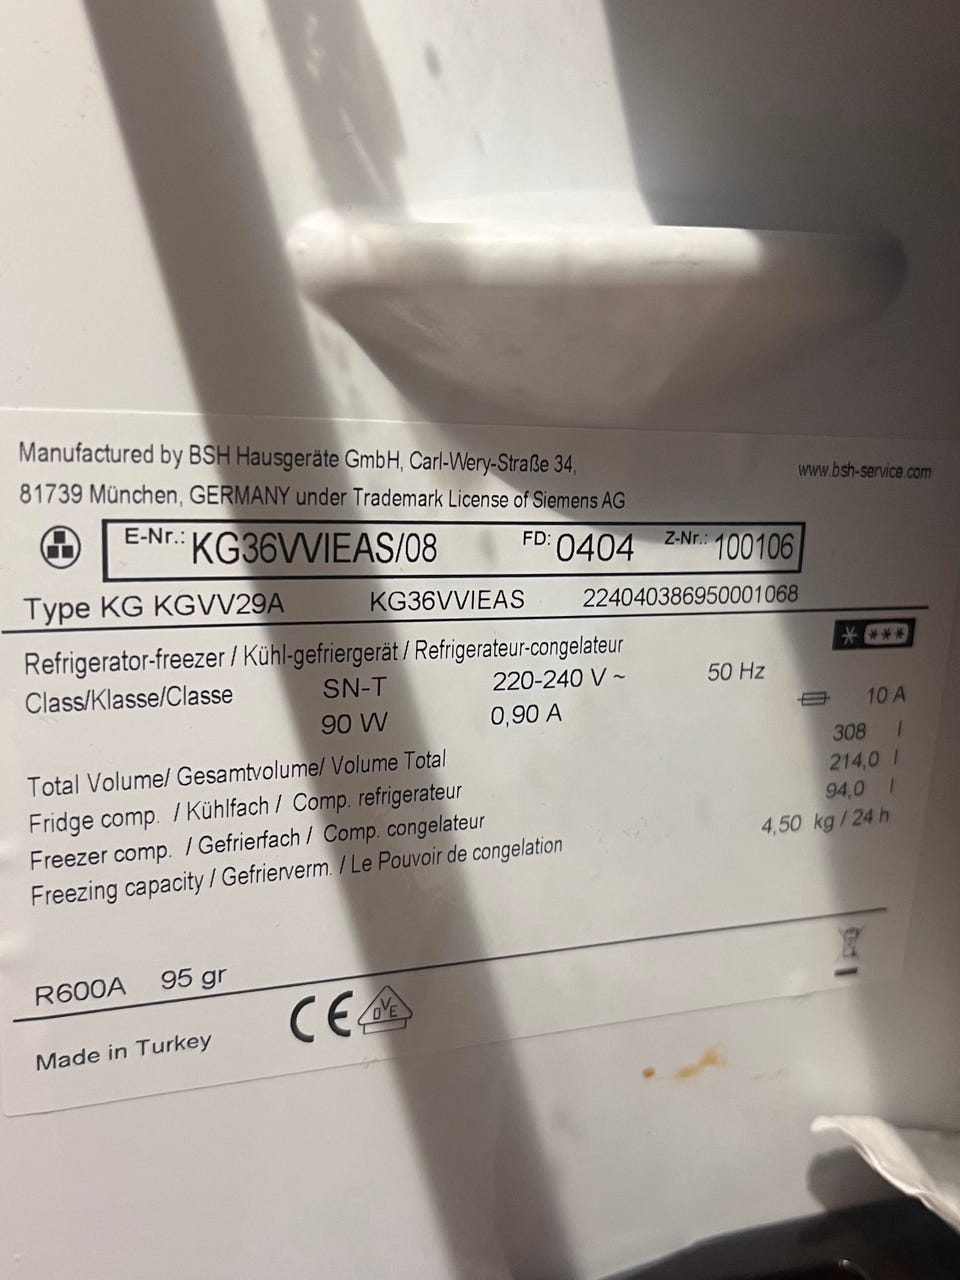 Manufactured by BSH Hausgeräte GmbH, Carl-Wery-Straße 34,
81739 München, GERMANY under Trademark License of Siemens AG
www.bsh-service.com
E-Nr.: KG36VVIEAS/08 FD: 0404 Z-Nr.: 100106
Type KG KGVV29A KG36VVIEAS 224040386950001068
Refrigerator-freezer / Kühl-gefriergerät / Refrigerateur-congelateur
Class/Klasse/Classe SN-T 220-240 V ~ 50 Hz 10 A
90 W 0,90 A
Total Volume/ Gesamtvolume/ Volume Total 308 l
Fridge comp. / Kühlfach / Comp. refrigerateur 214,0 l
Freezer comp. / Gefrierfach / Comp. congelateur 94,0 l
Freezing capacity / Gefrierverm. / Le Pouvoir de congelation 4,50 kg / 24 h
R600A 95 gr
CE OVE
Made in Turkey